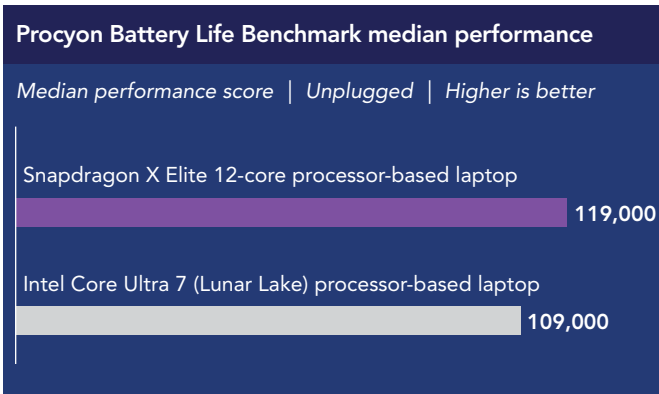 Procyon Battery Life Benchmark median performance
Median performance score | Unplugged | Higher is better
Snapdragon X Elite 12-core processor-based laptop
119,000
Intel Core Ultra 7 (Lunar Lake) processor-based laptop
109,000